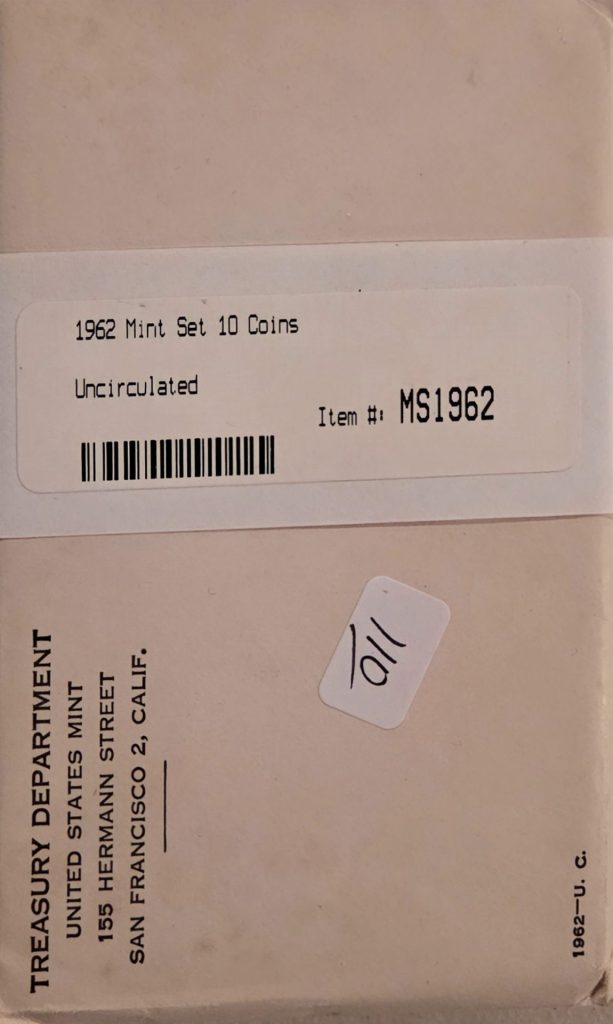 1962 Mint Set 10 Coins
Uncirculated
Item #: MS1962
110
TREASURY DEPARTMENT
UNITED STATES MINT
155 HERMANN STREET
SAN FRANCISCO 2, CALIF.
1962—U. C.